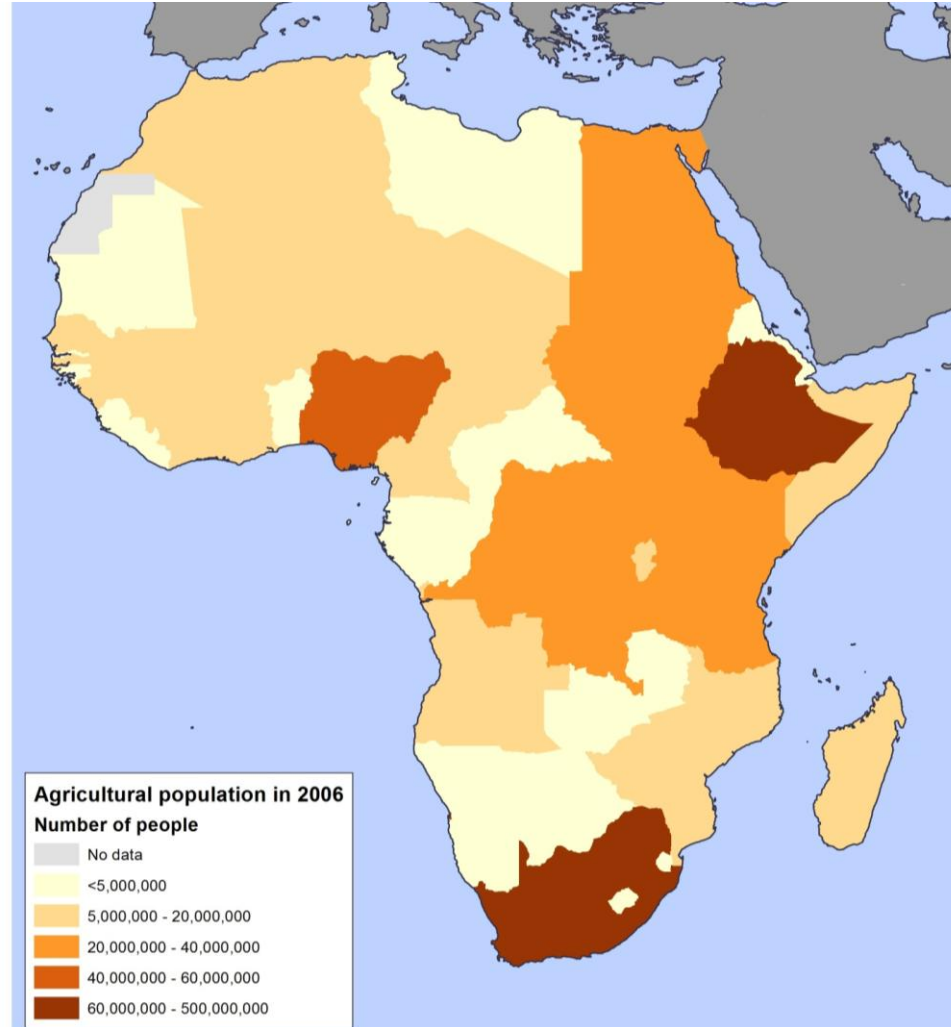 Agricultural population in 2006
Number of people
No data
<5,000,000
5,000,000 - 20,000,000
20,000,000 - 40,000,000
40,000,000 - 60,000,000
60,000,000 - 500,000,000